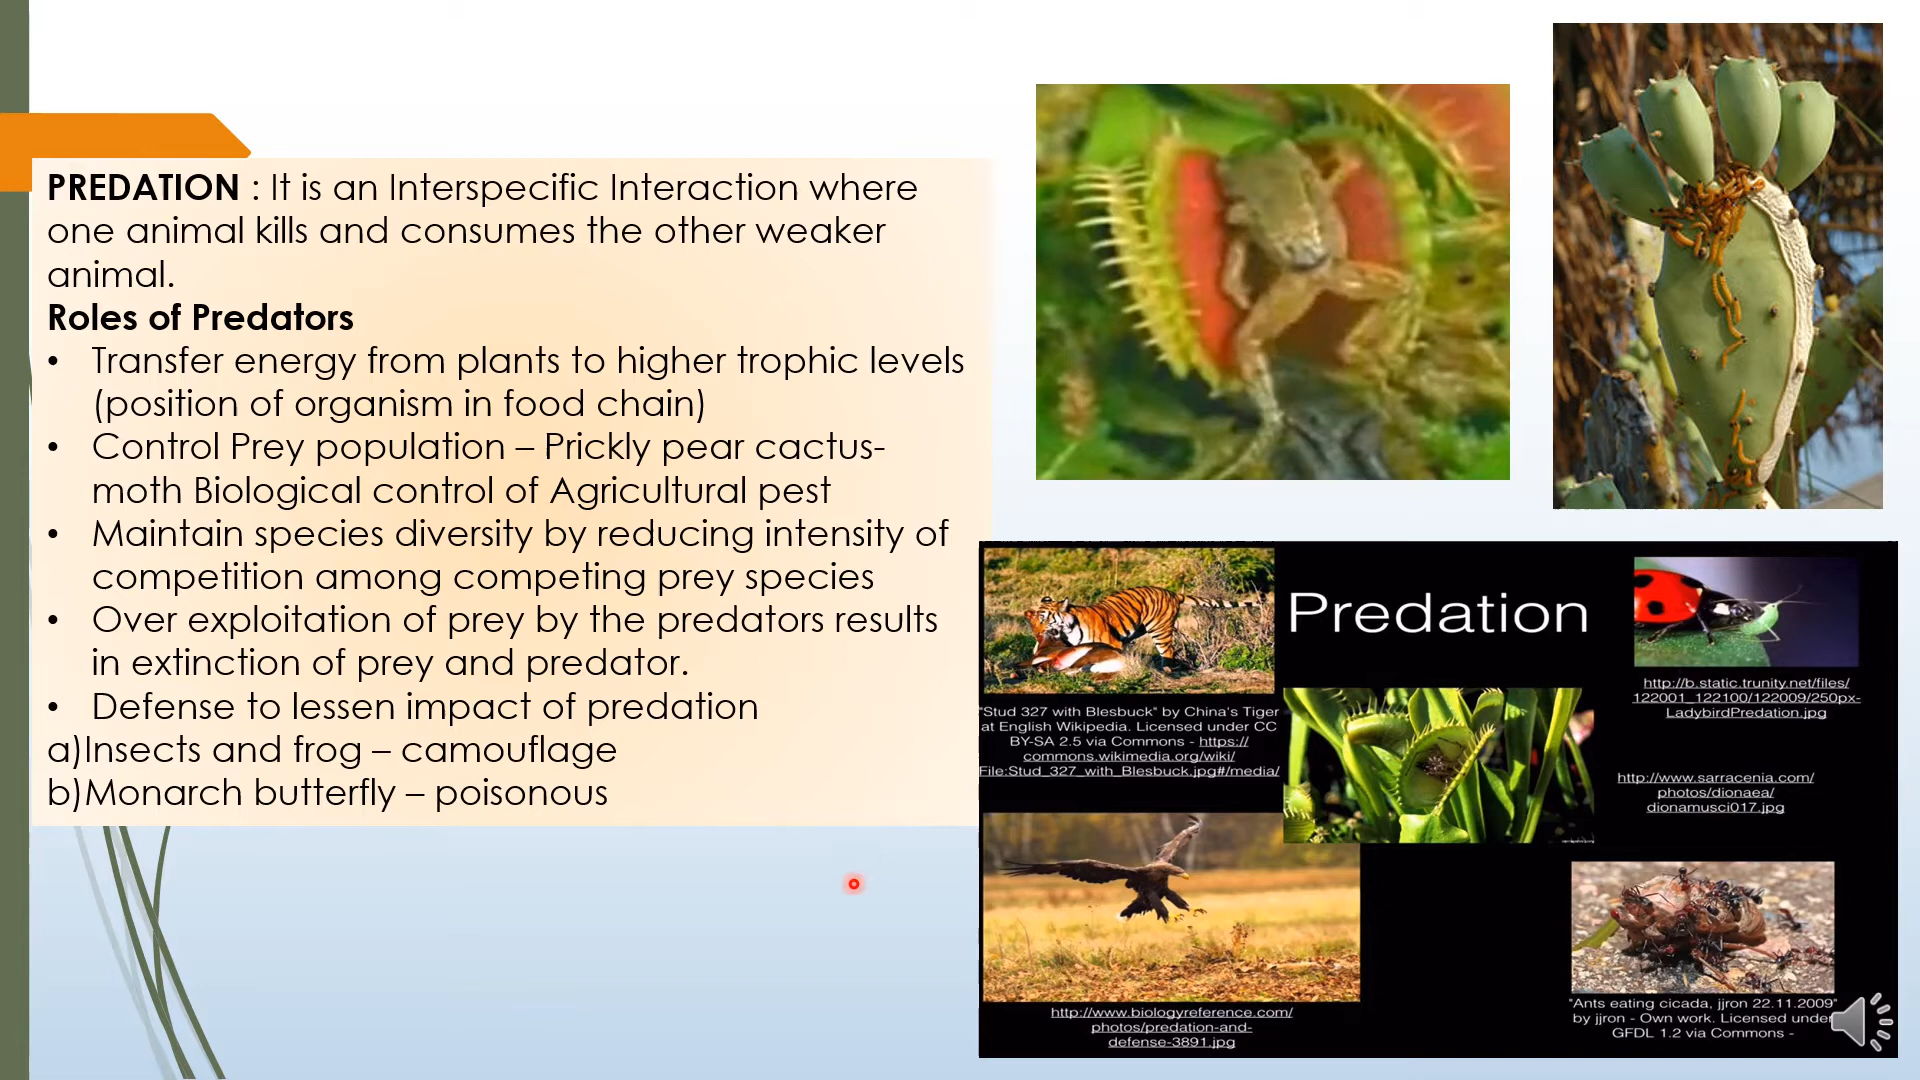 PREDATION : It is an Interspecific Interaction where
one animal kills and consumes the other weaker
animal.
Roles of Predators
• Transfer energy from plants to higher trophic levels
(position of organism in food chain)
• Control Prey population – Prickly pear cactus-
moth Biological control of Agricultural pest
• Maintain species diversity by reducing intensity of
competition among competing prey species
• Over exploitation of prey by the predators results
in extinction of prey and predator.
• Defense to lessen impact of predation
a)Insects and frog – camouflage
b)Monarch butterfly – poisonous
Predation
"Stud 327 with Blesbuck" by China's Tiger
at English Wikipedia. Licensed under CC
BY-SA 2.5 via Commons - https://
commons.wikimedia.org/wiki/
File:Stud_327_with_Blesbuck.jpg#/media/
http://b.static.trunity.net/files/
122001_122100/122009/250px-
LadybirdPredation.jpg
http://www.sarracenia.com/
photos/dionaea/
dionamusci017.jpg
http://www.biologyreference.com/
photos/predation-and-
defense-3891.jpg
"Ants eating cicada, jjron 22.11.2009"
by jjron - Own work. Licensed under
GFDL 1.2 via Commons -